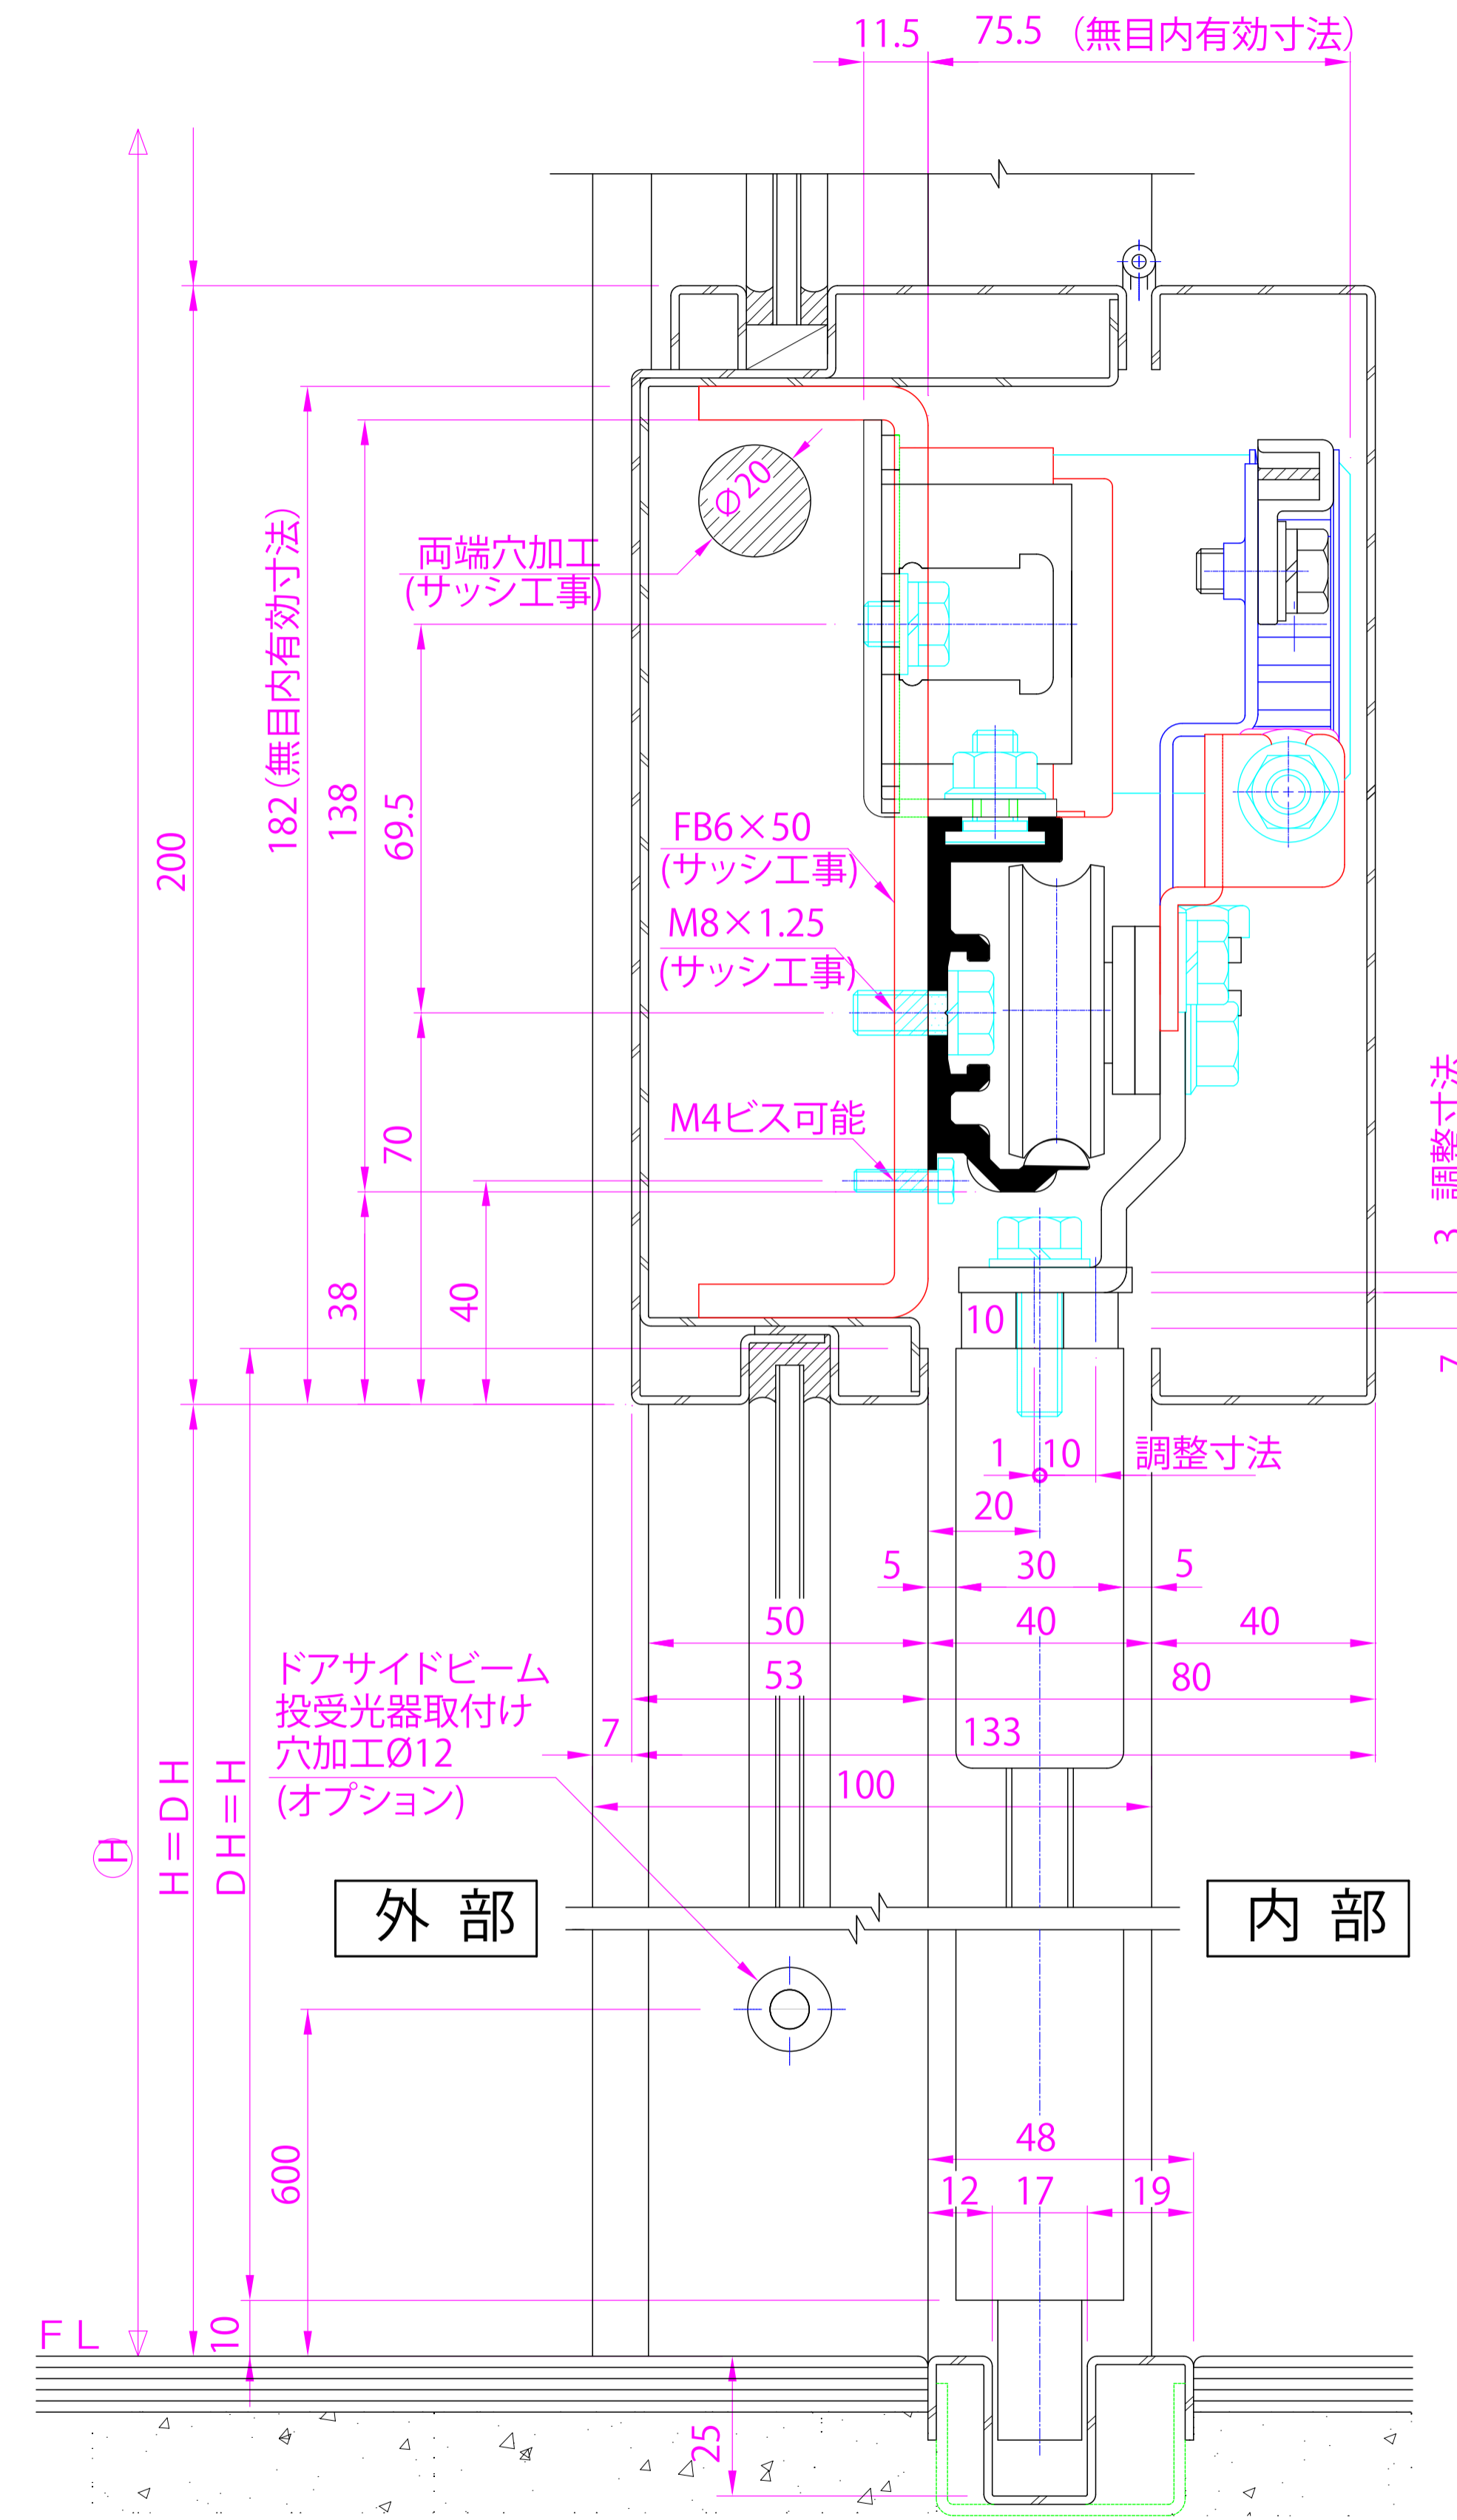 11.5
75.5 (無目内有効寸法)
Φ20
両端穴加工
(サッシ工事)
182(無目内有効寸法)
138
69.5
200
FB6×50
(サッシ工事)
M8×1.25
(サッシ工事)
M4ビス可能
70
38
40
3 調整寸法
7
10
1
10
調整寸法
20
5
30
5
50
40
40
53
80
7
133
100
ドアサイドビーム
投受光器取付け
穴加工Ø12
(オプション)
H
H=DH
DH=H
外部
内部
600
48
12
17
19
10
FL
25